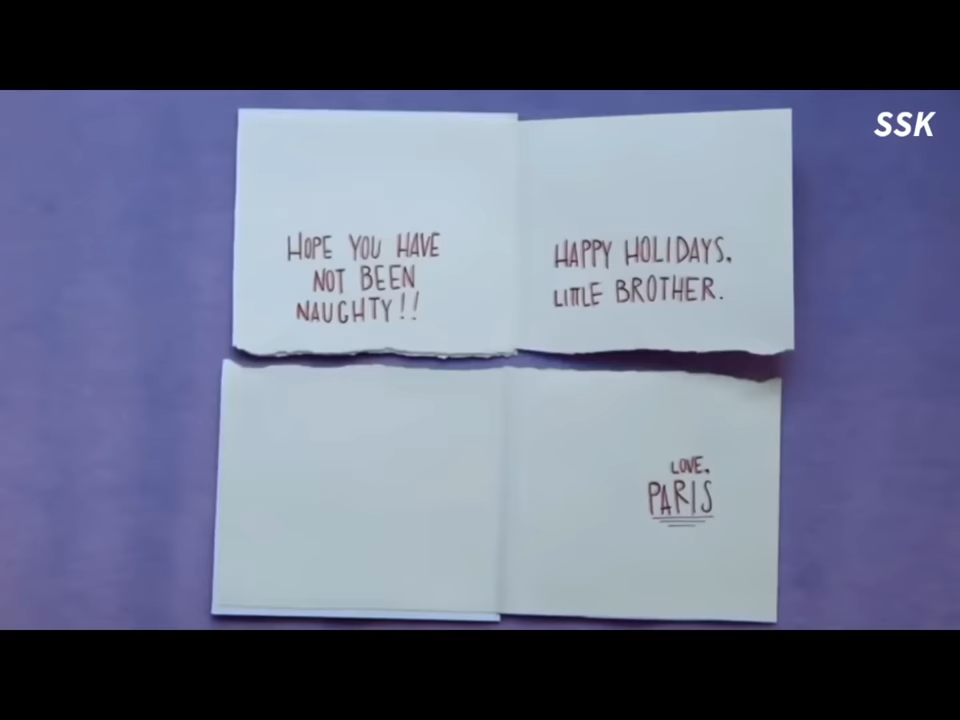 SSK
HOPE YOU HAVE
NOT BEEN
NAUGHTY!!
HAPPY HOLIDAYS,
LITTLE BROTHER.
LOVE,
PARIS